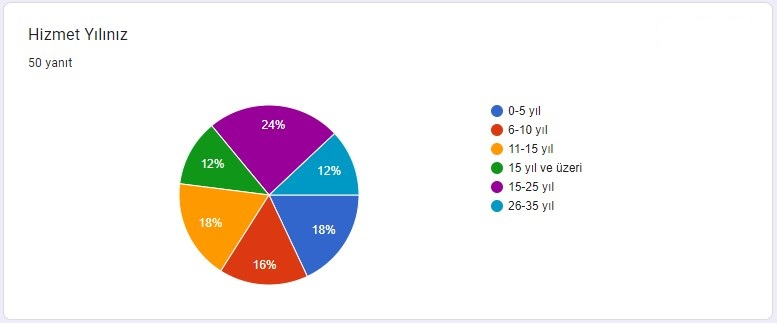 Hizmet Yılınız
50 yanıt
24%
12%
12%
18%
18%
16%
0-5 yıl
6-10 yıl
11-15 yıl
15 yıl ve üzeri
15-25 yıl
26-35 yıl